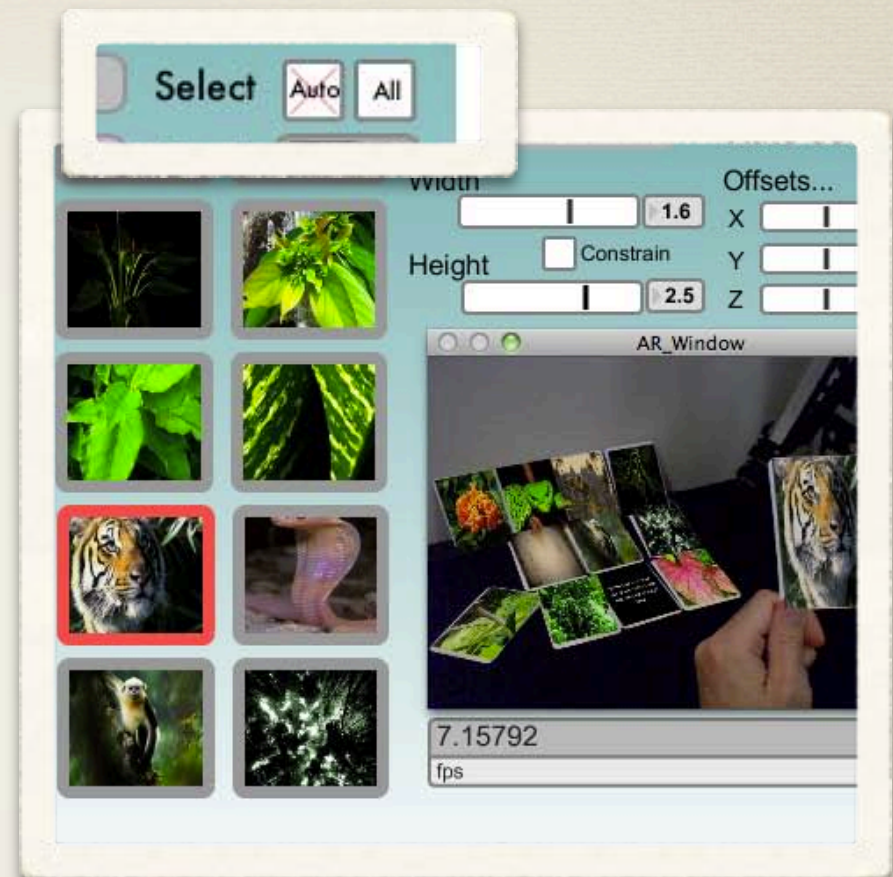 Select Auto All
Width
Offsets...
1.6
X
Constrain
Height
Y
2.5
Z
AR_Window
7.15792
fps